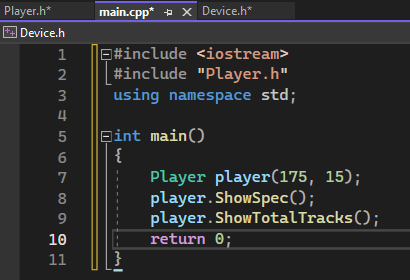 Player.h*
main.cpp*
Device.h*
Device.h
1 #include <iostream>
2 #include "Player.h"
3 using namespace std;
4
5 int main()
6 {
7 Player player(175, 15);
8 player.ShowSpec();
9 player.ShowTotalTracks();
10 return 0;
11 }